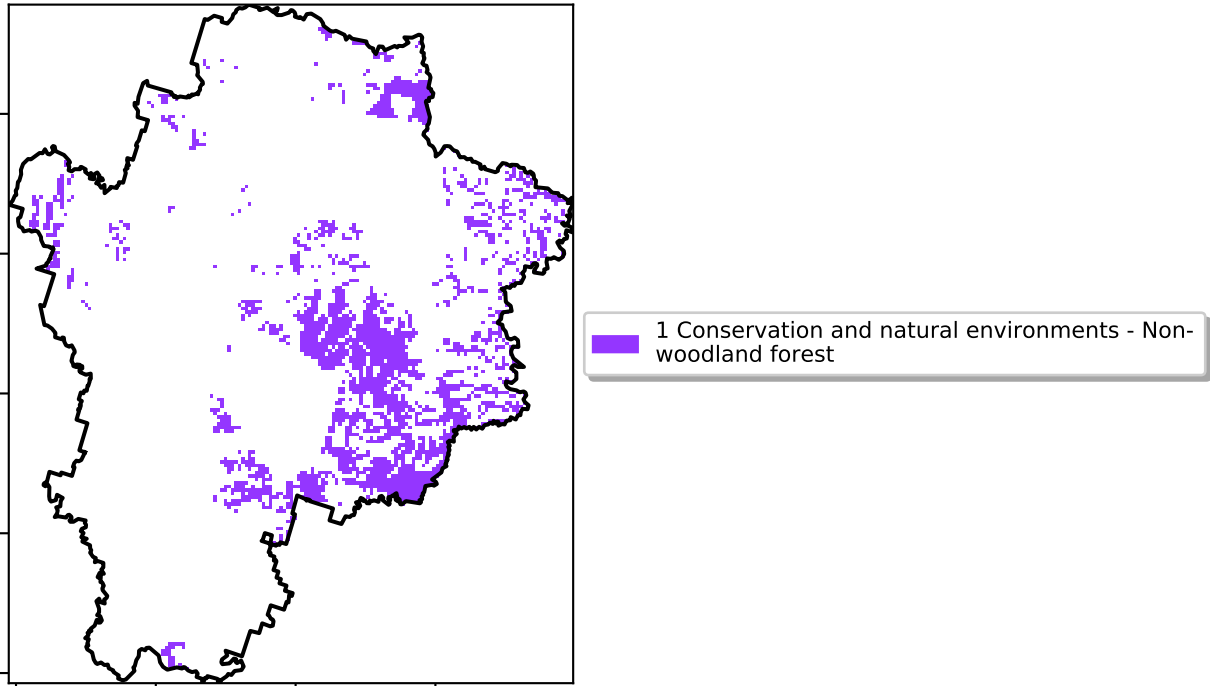 1 Conservation and natural environments - Non-
woodland forest